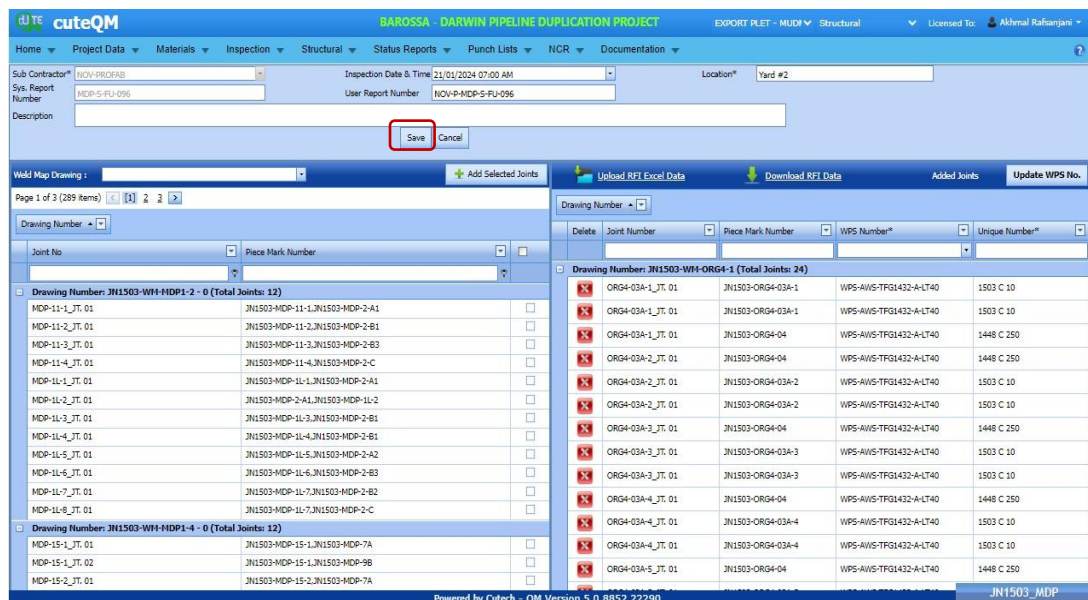 cUTE cuteQM BAROSSA - DARWIN PIPELINE DUPLICATION PROJECT EXPORT PLET - MUDM Structural Licensed To: Akhmal Rafsanjani
Home Project Data Materials Inspection Structural Status Reports Punch Lists NCR Documentation
Sub Contractor* NOV-PROFAB Inspection Date & Time 21/01/2024 07:00 AM Location* Yard #2
Sys. Report Number MDP-S-FU-096 User Report Number NOV-P-MDP-S-FU-096
Description
Save Cancel
Weld Map Drawing : Add Selected Joints
Page 1 of 3 (289 items) [1] 2 3
Drawing Number
Joint No Piece Mark Number
Drawing Number: JN1503-WM-MDP1-2 - 0 (Total Joints: 12)
MDP-11-1_JT. 01 JN1503-MDP-11-1,JN1503-MDP-2-A1
MDP-11-2_JT. 01 JN1503-MDP-11-2,JN1503-MDP-2-B1
MDP-11-3_JT. 01 JN1503-MDP-11-3,JN1503-MDP-2-B3
MDP-11-4_JT. 01 JN1503-MDP-11-4,JN1503-MDP-2-C
MDP-1L-1_JT. 01 JN1503-MDP-1L-1,JN1503-MDP-2-A1
MDP-1L-2_JT. 01 JN1503-MDP-2-A1,JN1503-MDP-1L-2
MDP-1L-3_JT. 01 JN1503-MDP-1L-3,JN1503-MDP-2-B1
MDP-1L-4_JT. 01 JN1503-MDP-1L-4,JN1503-MDP-2-B1
MDP-1L-5_JT. 01 JN1503-MDP-1L-5,JN1503-MDP-2-A2
MDP-1L-6_JT. 01 JN1503-MDP-1L-6,JN1503-MDP-2-B3
MDP-1L-7_JT. 01 JN1503-MDP-1L-7,JN1503-MDP-2-B2
MDP-1L-8_JT. 01 JN1503-MDP-1L-7,JN1503-MDP-2-C
Drawing Number: JN1503-WM-MDP1-4 - 0 (Total Joints: 12)
MDP-15-1_JT. 01 JN1503-MDP-15-1,JN1503-MDP-7A
MDP-15-1_JT. 02 JN1503-MDP-15-1,JN1503-MDP-9B
MDP-15-2_JT. 01 JN1503-MDP-15-2,JN1503-MDP-7A
Upload RFI Excel Data Download RFI Data Added Joints Update WPS No.
Drawing Number
Delete Joint Number Piece Mark Number WPS Number* Unique Number*
Drawing Number: JN1503-WM-ORG4-1 (Total Joints: 24)
ORG4-03A-1_JT. 01 JN1503-ORG4-03A-1 WPS-AWS-TFG1432-A-LT40 1503 C 10
ORG4-03A-1_JT. 01 JN1503-ORG4-03A-1 WPS-AWS-TFG1432-A-LT40 1503 C 10
ORG4-03A-1_JT. 01 JN1503-ORG4-04 WPS-AWS-TFG1432-A-LT40 1448 C 250
ORG4-03A-2_JT. 01 JN1503-ORG4-04 WPS-AWS-TFG1432-A-LT40 1448 C 250
ORG4-03A-2_JT. 01 JN1503-ORG4-03A-2 WPS-AWS-TFG1432-A-LT40 1503 C 10
ORG4-03A-2_JT. 01 JN1503-ORG4-03A-2 WPS-AWS-TFG1432-A-LT40 1503 C 10
ORG4-03A-3_JT. 01 JN1503-ORG4-04 WPS-AWS-TFG1432-A-LT40 1448 C 250
ORG4-03A-3_JT. 01 JN1503-ORG4-03A-3 WPS-AWS-TFG1432-A-LT40 1503 C 10
ORG4-03A-3_JT. 01 JN1503-ORG4-03A-3 WPS-AWS-TFG1432-A-LT40 1503 C 10
ORG4-03A-4_JT. 01 JN1503-ORG4-04 WPS-AWS-TFG1432-A-LT40 1448 C 250
ORG4-03A-4_JT. 01 JN1503-ORG4-03A-4 WPS-AWS-TFG1432-A-LT40 1503 C 10
ORG4-03A-4_JT. 01 JN1503-ORG4-03A-4 WPS-AWS-TFG1432-A-LT40 1503 C 10
ORG4-03A-5_JT. 01 JN1503-ORG4-04 WPS-AWS-TFG1432-A-LT40 1448 C 250
Powered by Cutech - QM Version 5.0.8852.22290
JN1503_MDP